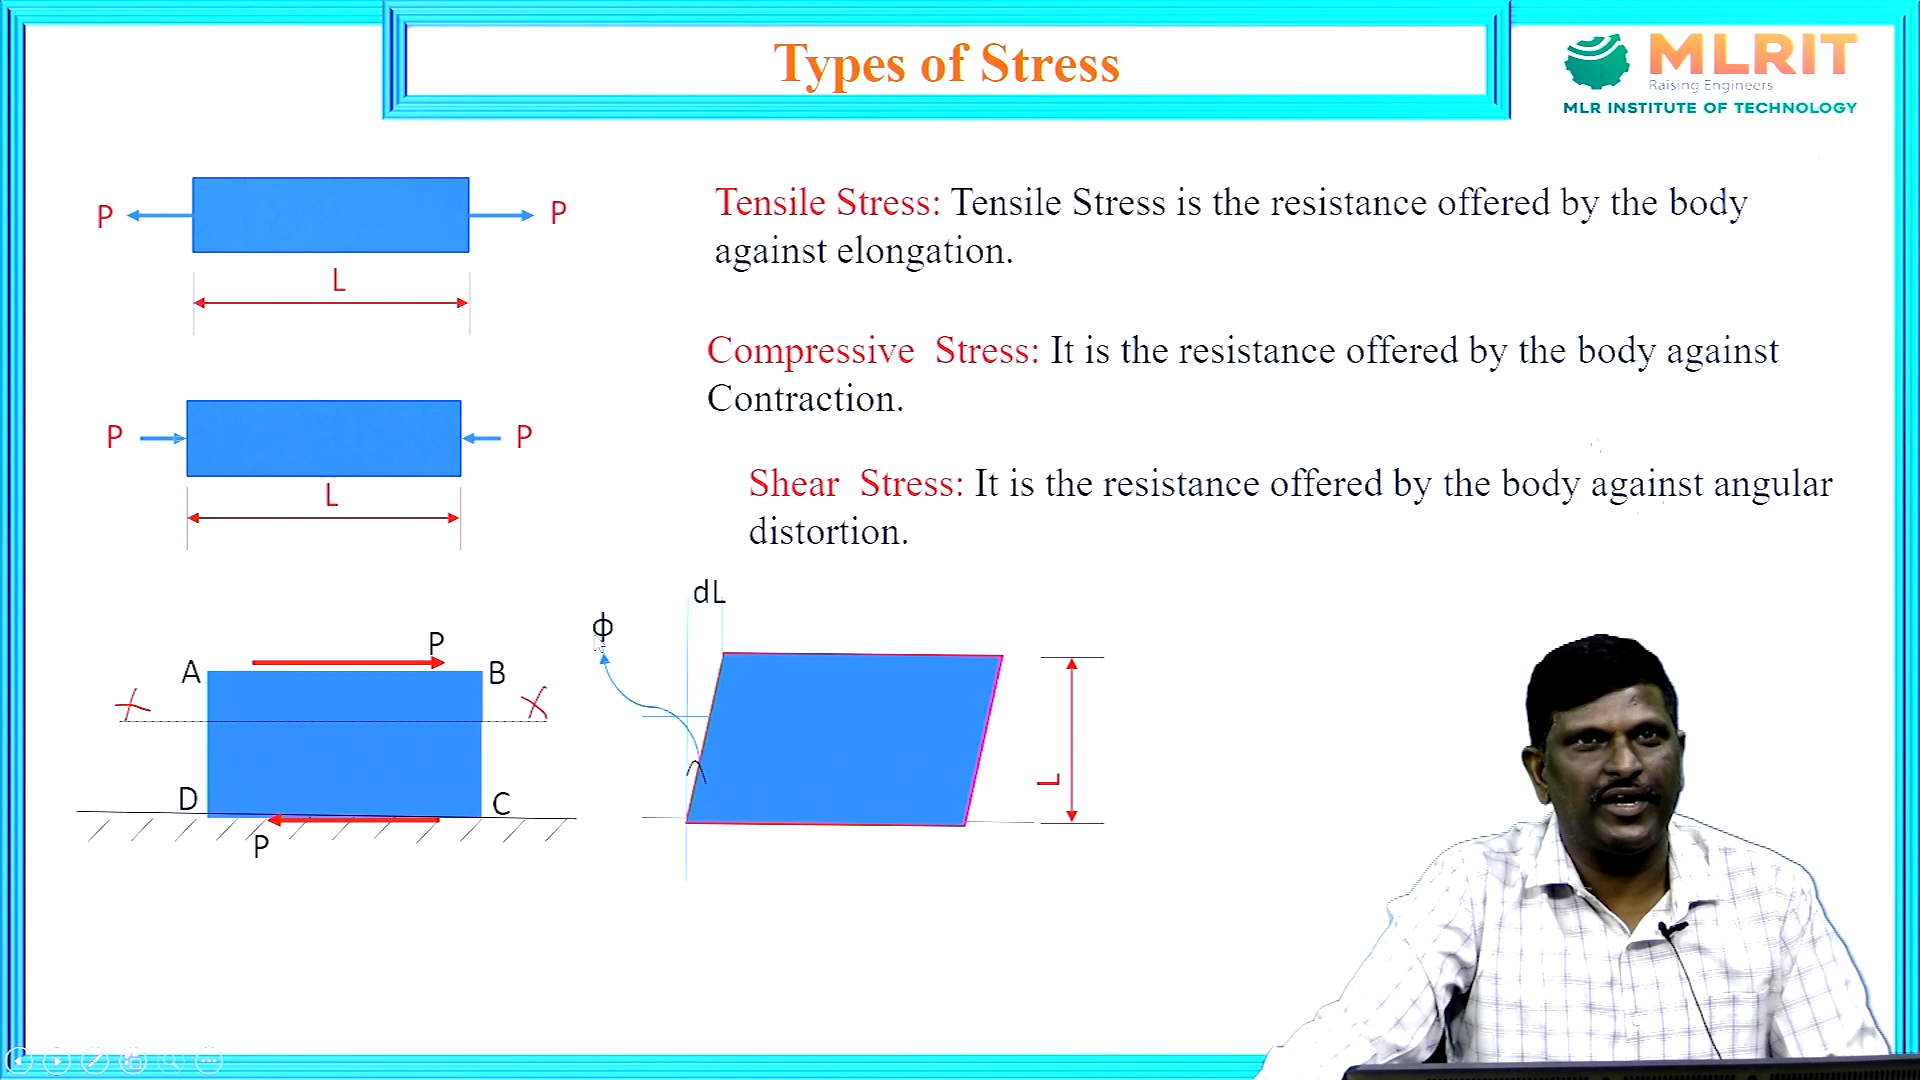 Types of Stress
MLRIT
Raising Engineers
MLR INSTITUTE OF TECHNOLOGY
P
P
L
Tensile Stress: Tensile Stress is the resistance offered by the body
against elongation.
P
P
L
Compressive Stress: It is the resistance offered by the body against
Contraction.
Shear Stress: It is the resistance offered by the body against angular
distortion.
A
P
B
X
X
D
C
P
dL
ϕ
L